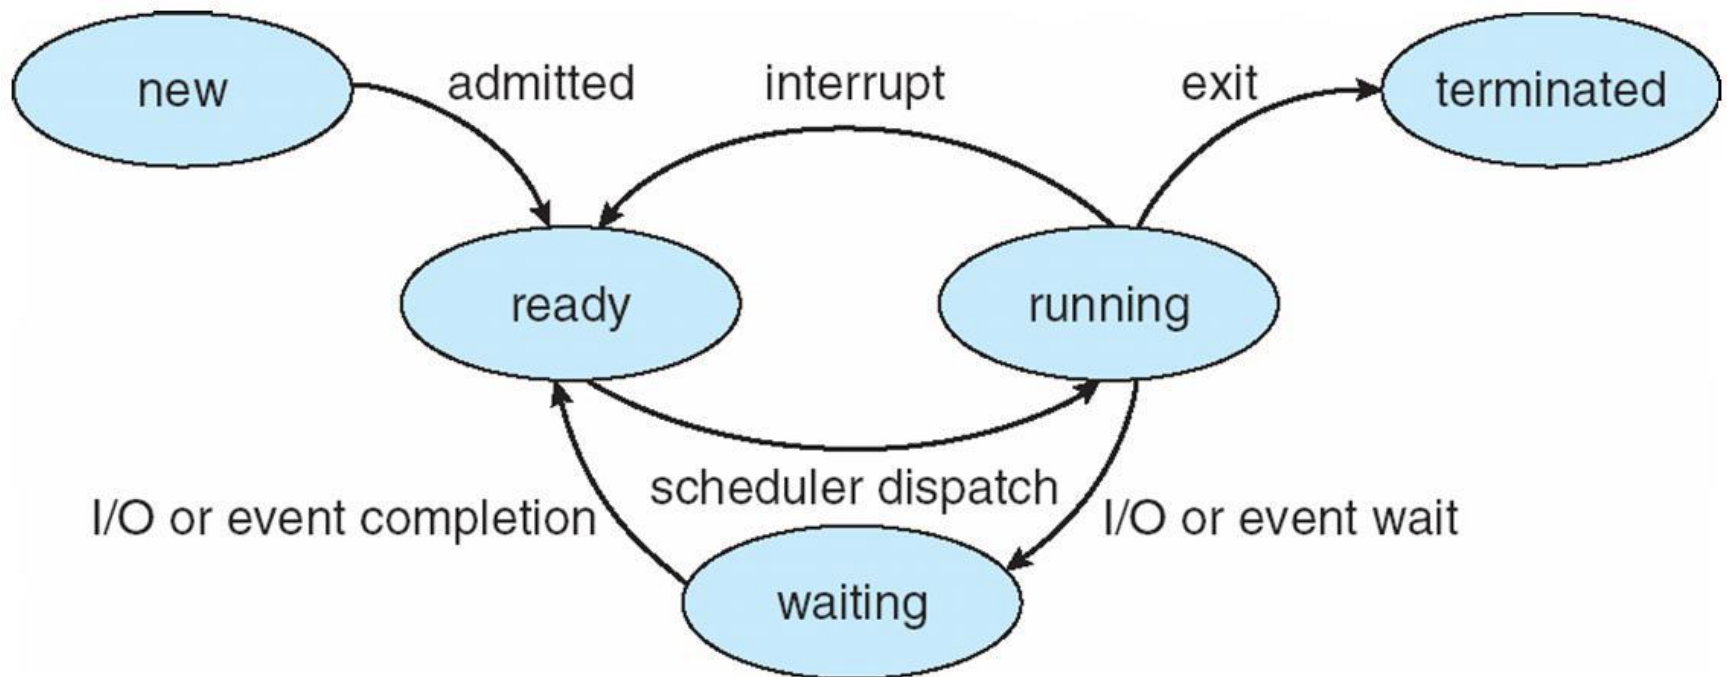 new
admitted
interrupt
exit
terminated
ready
running
scheduler dispatch
I/O or event completion
I/O or event wait
waiting